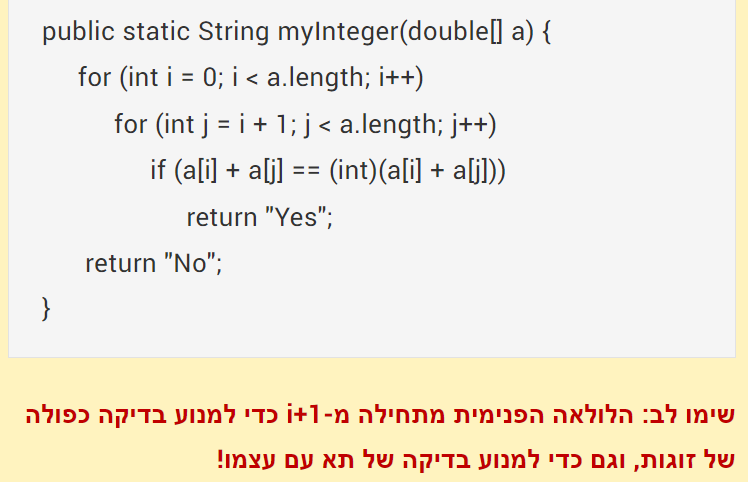 public static String myInteger(double[] a) {
for (int i = 0; i < a.length; i++)
for (int j = i + 1; j < a.length; j++)
if (a[i] + a[j] == (int)(a[i] + a[j]))
return "Yes";
return "No";
}
שימו לב: הלולאה הפנימית מתחילה מ-i+1 כדי למנוע בדיקה כפולה
של זוגות, וגם כדי למנוע בדיקה של תא עם עצמו!